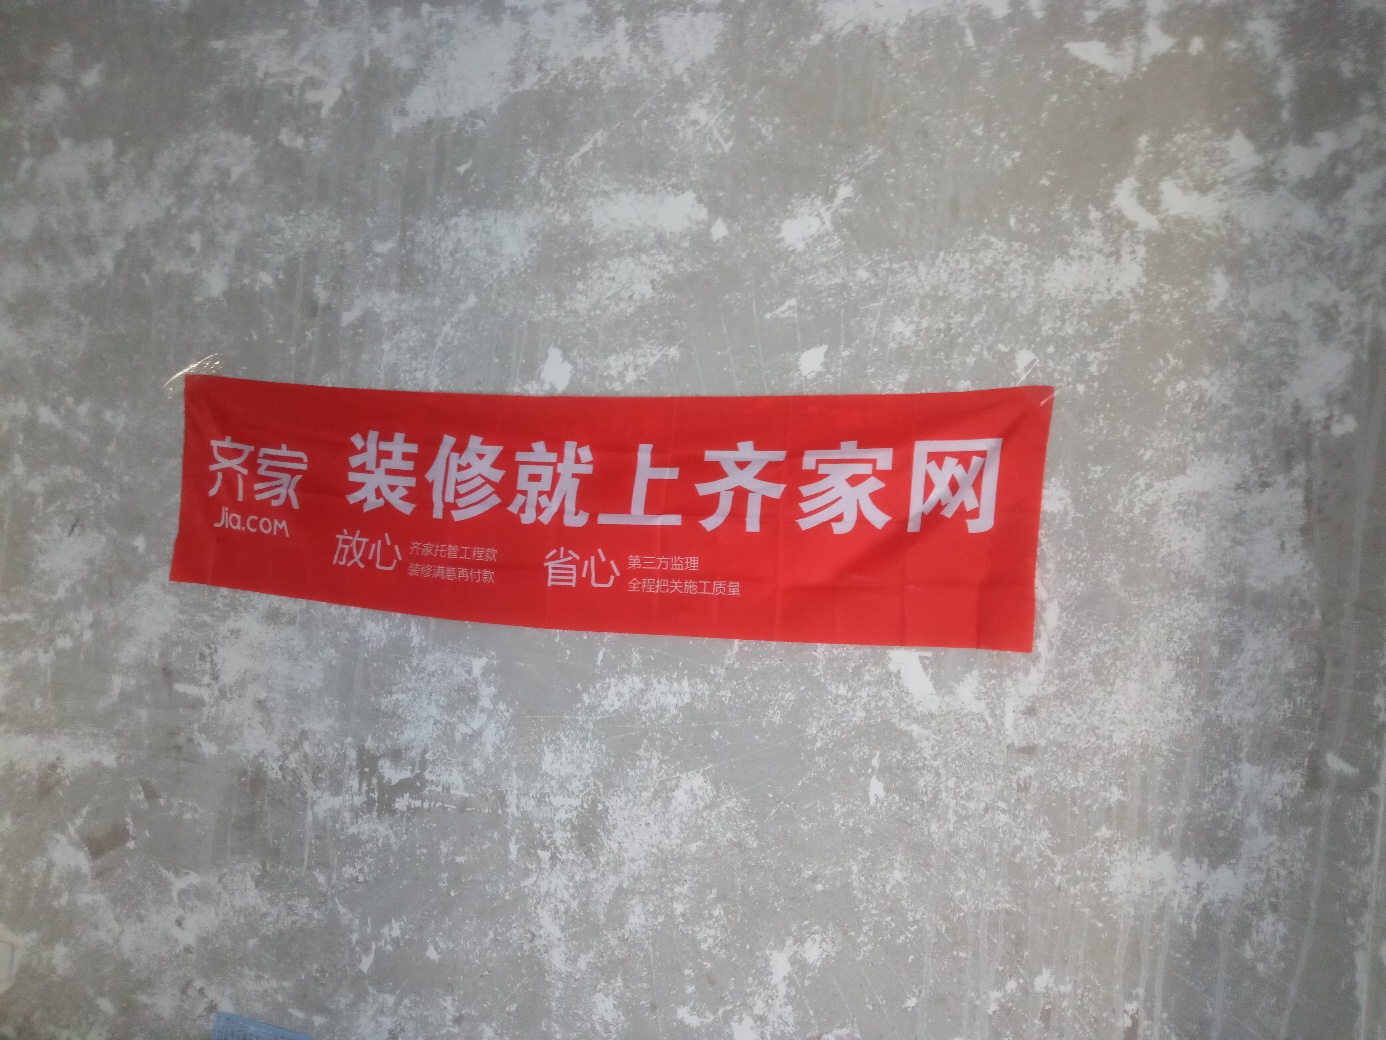 齐家
Jia.com
装修就上齐家网
放心
齐家托管工程款
装修满意再付款
省心
第三方监理
全程把关施工质量